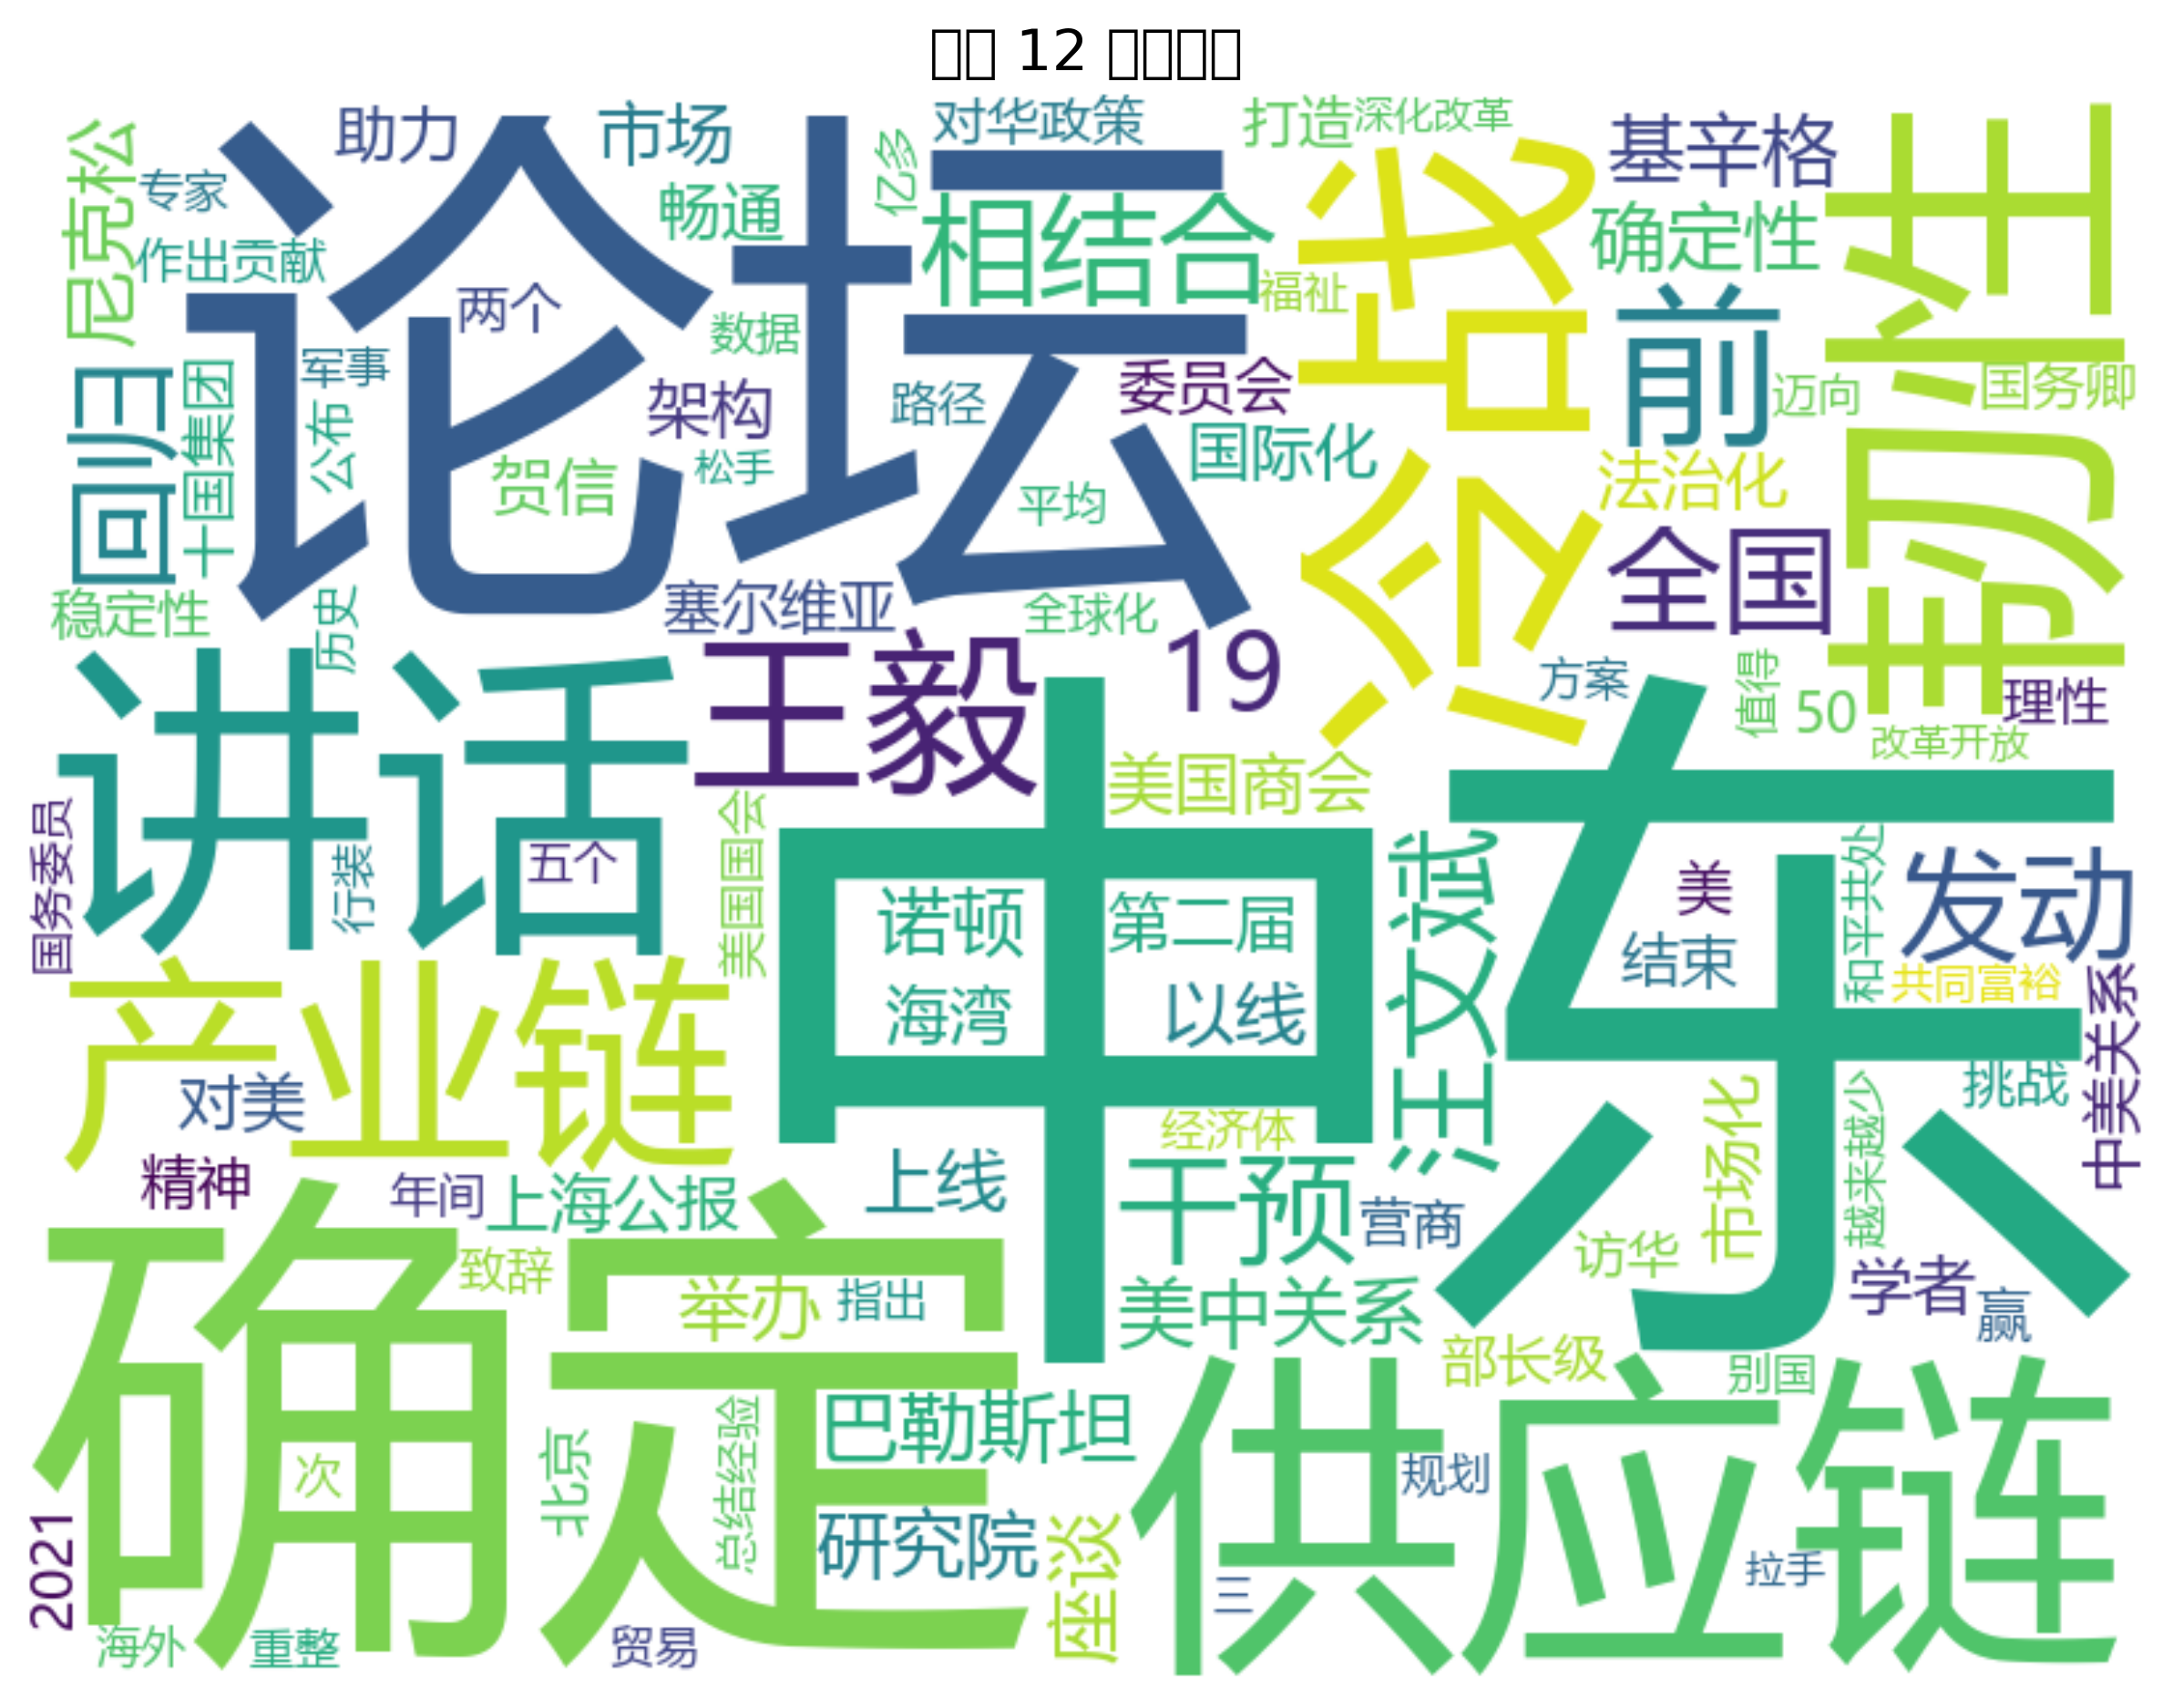 □□ 12 □□□□
论坛
中东
确定
供应链
讲话
产业链
冷战
韧性
王毅
相结合
前
全国
19
回归
发动
汪文斌
干预
美中关系
巴勒斯坦
研究院
座谈
基辛格
确定性
尼克松
助力
市场
畅通
对华政策
亿多
打造
深化改革
专家
作出贡献
两个
数据
福祉
军事
架构
路径
委员会
国务卿
迈向
十国集团
公布
贺信
松手
平均
国际化
法治化
稳定性
历史
塞尔维亚
全球化
方案
值得
50
理性
改革开放
美国商会
国务委员
行装
五个
美国国会
诺顿
第二届
海湾
以线
美
结束
和平共处
共同富裕
中美关系
对美
经济体
挑战
市场化
越来越少
精神
年间
上海公报
上线
营商
访华
学者
赢
致辞
举办
指出
部长级
别国
次
北京
总结经验
规划
2021
三
拉手
海外
重整
贸易